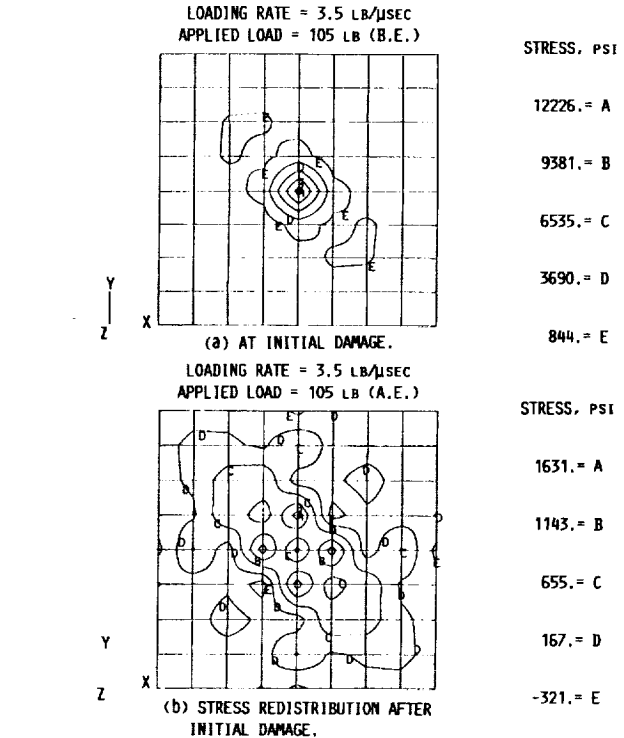 LOADING RATE = 3.5 LB/µSEC
APPLIED LOAD = 105 LB (B.E.)
STRESS, PSI
12226.= A
9381.= B
6535.= C
3690.= D
844.= E
Y
Z X
(a) AT INITIAL DAMAGE.
LOADING RATE = 3.5 LB/µSEC
APPLIED LOAD = 105 LB (A.E.)
STRESS, PSI
1631.= A
1143.= B
655.= C
167.= D
-321.= E
Y
Z X
(b) STRESS REDISTRIBUTION AFTER
INITIAL DAMAGE.